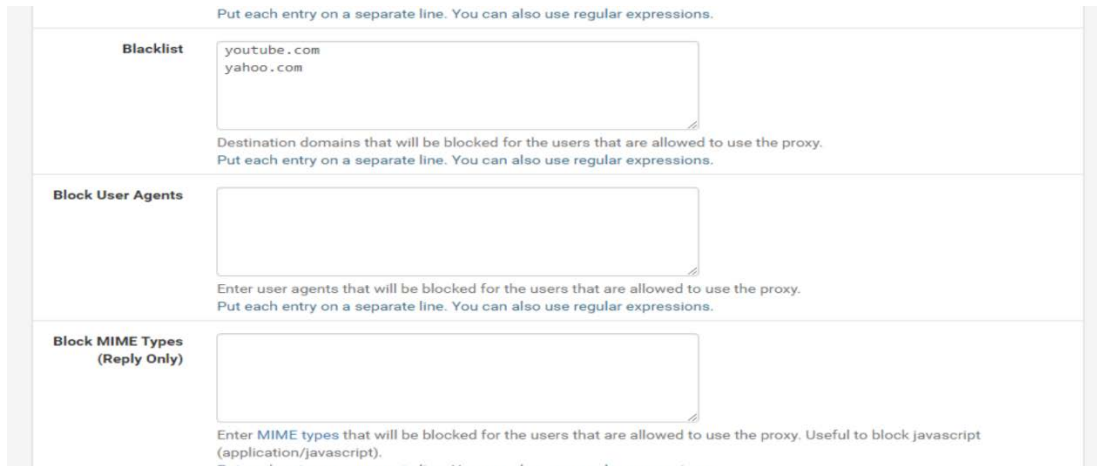 Put each entry on a separate line. You can also use regular expressions.
Blacklist
youtube.com
yahoo.com
Destination domains that will be blocked for the users that are allowed to use the proxy.
Put each entry on a separate line. You can also use regular expressions.
Block User Agents
Enter user agents that will be blocked for the users that are allowed to use the proxy.
Put each entry on a separate line. You can also use regular expressions.
Block MIME Types
(Reply Only)
Enter MIME types that will be blocked for the users that are allowed to use the proxy. Useful to block javascript
(application/javascript).